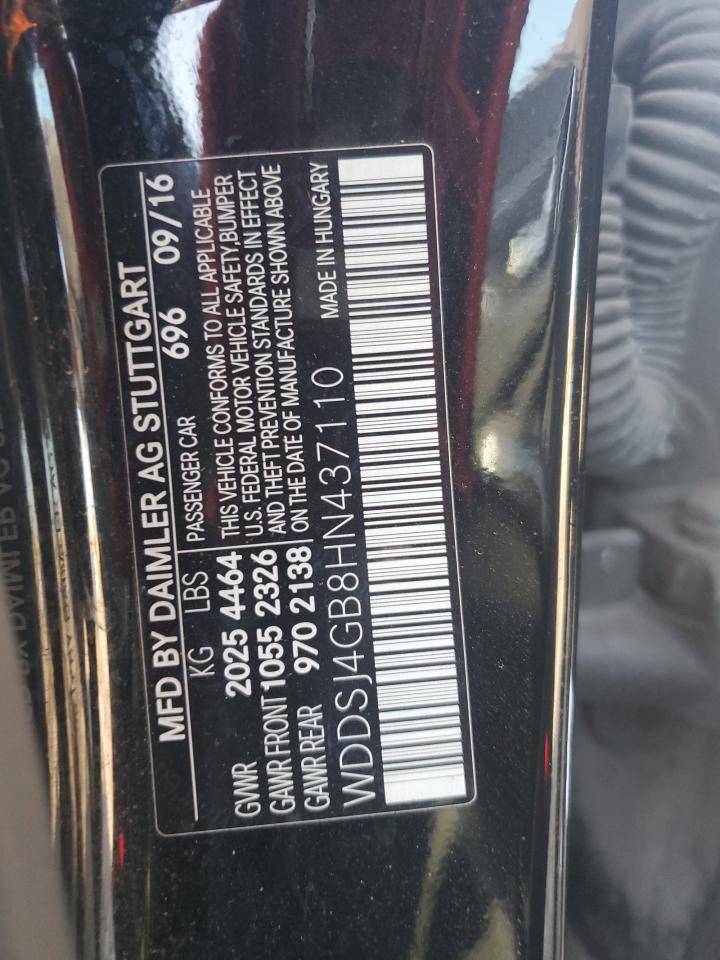 MFD BY DAIMLER AG STUTTGART
696 09/16
KG LBS PASSENGER CAR
GVWR 2025 4464 THIS VEHICLE CONFORMS TO ALL APPLICABLE
GAWR FRONT 1055 2326 U.S. FEDERAL MOTOR VEHICLE SAFETY, BUMPER
GAWR REAR 970 2138 AND THEFT PREVENTION STANDARDS IN EFFECT
ON THE DATE OF MANUFACTURE SHOWN ABOVE
WDDSJ4GB8HN437110 MADE IN HUNGARY